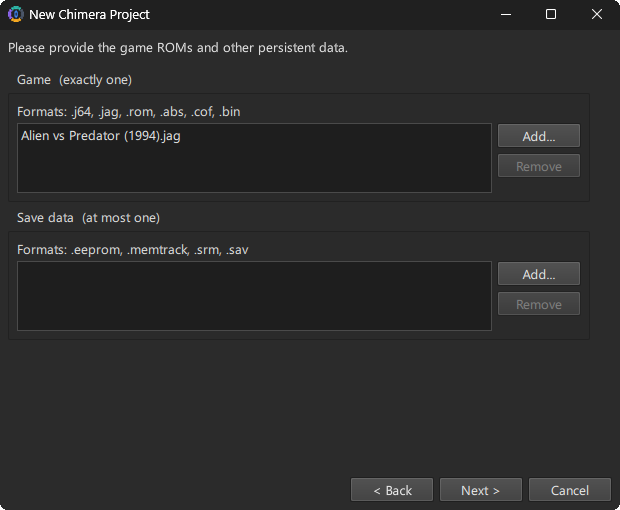 New Chimera Project
Please provide the game ROMs and other persistent data.
Game (exactly one)
Formats: .j64, .jag, .rom, .abs, .cof, .bin
Alien vs Predator (1994).jag
Add...
Remove
Save data (at most one)
Formats: .eeprom, .memtrack, .srm, .sav
Add...
Remove
< Back Next > Cancel